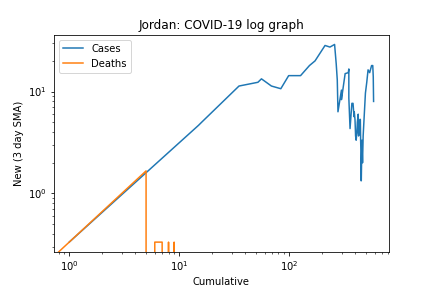 Jordan: COVID-19 log graph
Cases
Deaths
New (3 day SMA)
10¹
10⁰
10⁰ 10¹ 10²
Cumulative